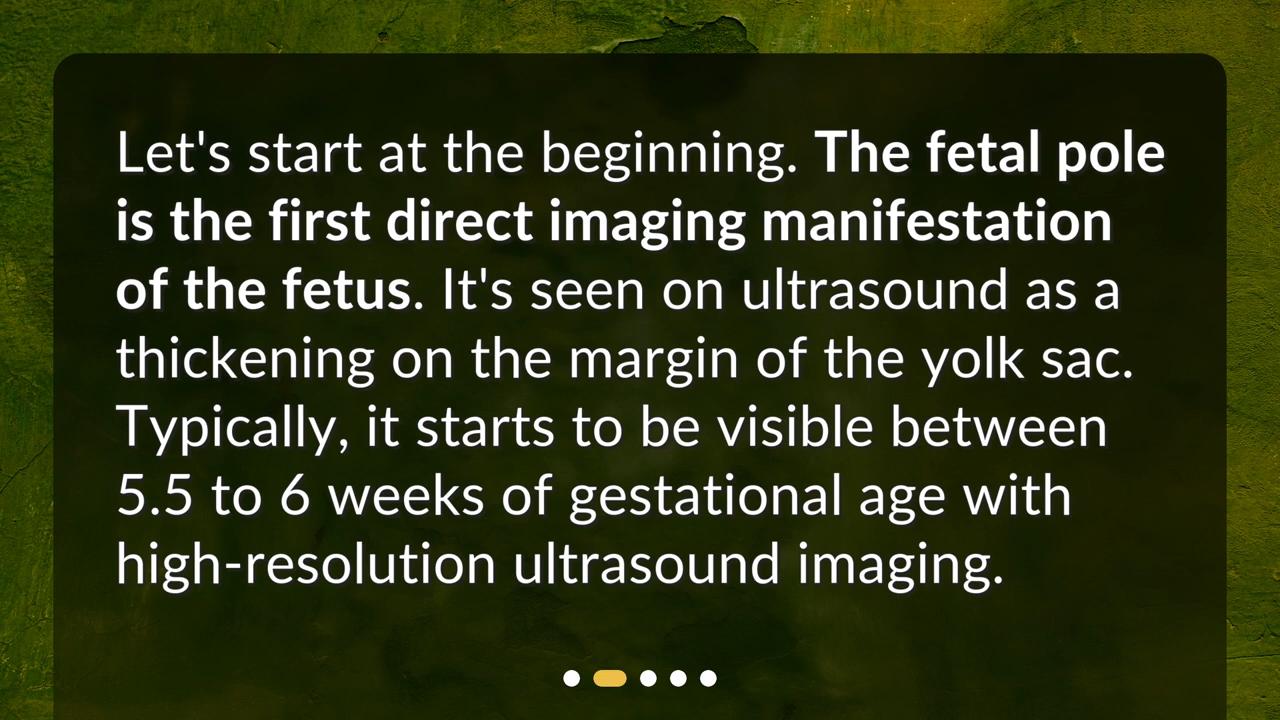 Let's start at the beginning. The fetal pole
is the first direct imaging manifestation
of the fetus. It's seen on ultrasound as a
thickening on the margin of the yolk sac.
Typically, it starts to be visible between
5.5 to 6 weeks of gestational age with
high-resolution ultrasound imaging.